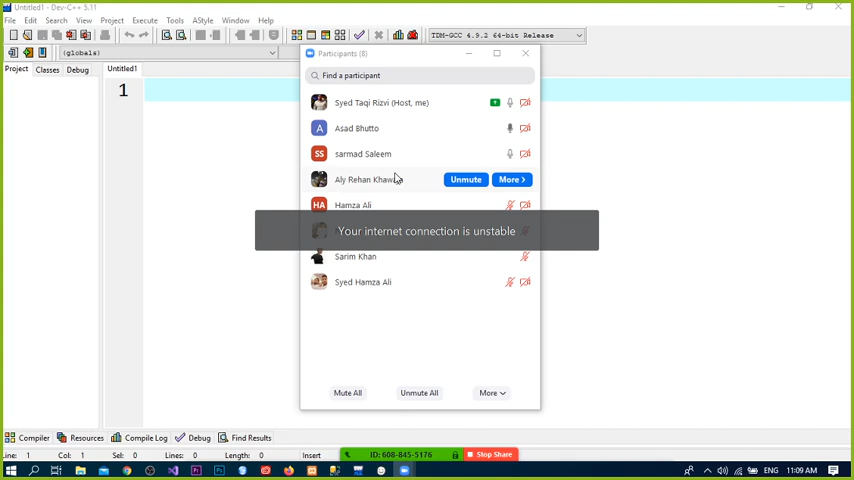 Untitled1 - Dev-C++ 5.11
File Edit Search View Project Execute Tools AStyle Window Help
TDM-GCC 4.9.2 64-bit Release
(globals)
Project Classes Debug
Untitled1
1
Participants (8)
Find a participant
Syed Taqi Rizvi (Host, me)
A Asad Bhutto
SS sarmad Saleem
Aly Rehan Unmute More >
HA Hamza Ali
Your internet connection is unstable
Sarim Khan
Syed Hamza Ali
Mute All Unmute All More
Compiler Resources Compile Log Debug Find Results
Line: 1 Col: 1 Sel: 0 Lines: 0 Length: 0 Insert
ID: 608-845-5176 Stop Share
ENG 11:09 AM